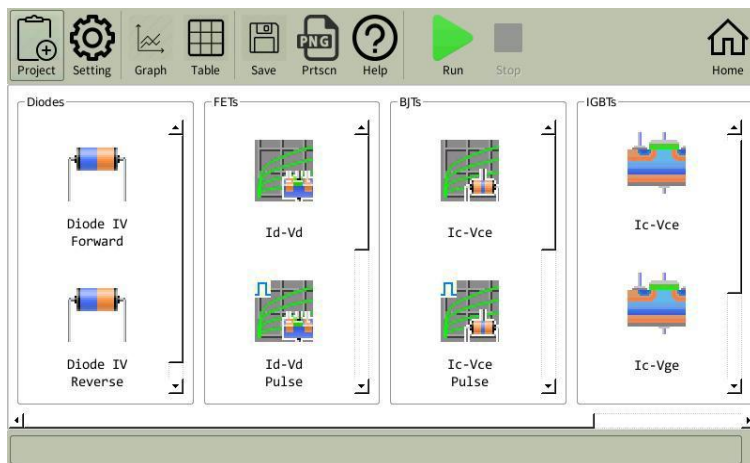 PNG
Project Setting Graph Table Save Prtscn Help Run Stop Home
Diodes FETs BJTs IGBTs
Diode IV
Forward
Id-Vd
Ic-Vce
Ic-Vce
Diode IV
Reverse
Id-Vd
Pulse
Ic-Vce
Pulse
Ic-Vge